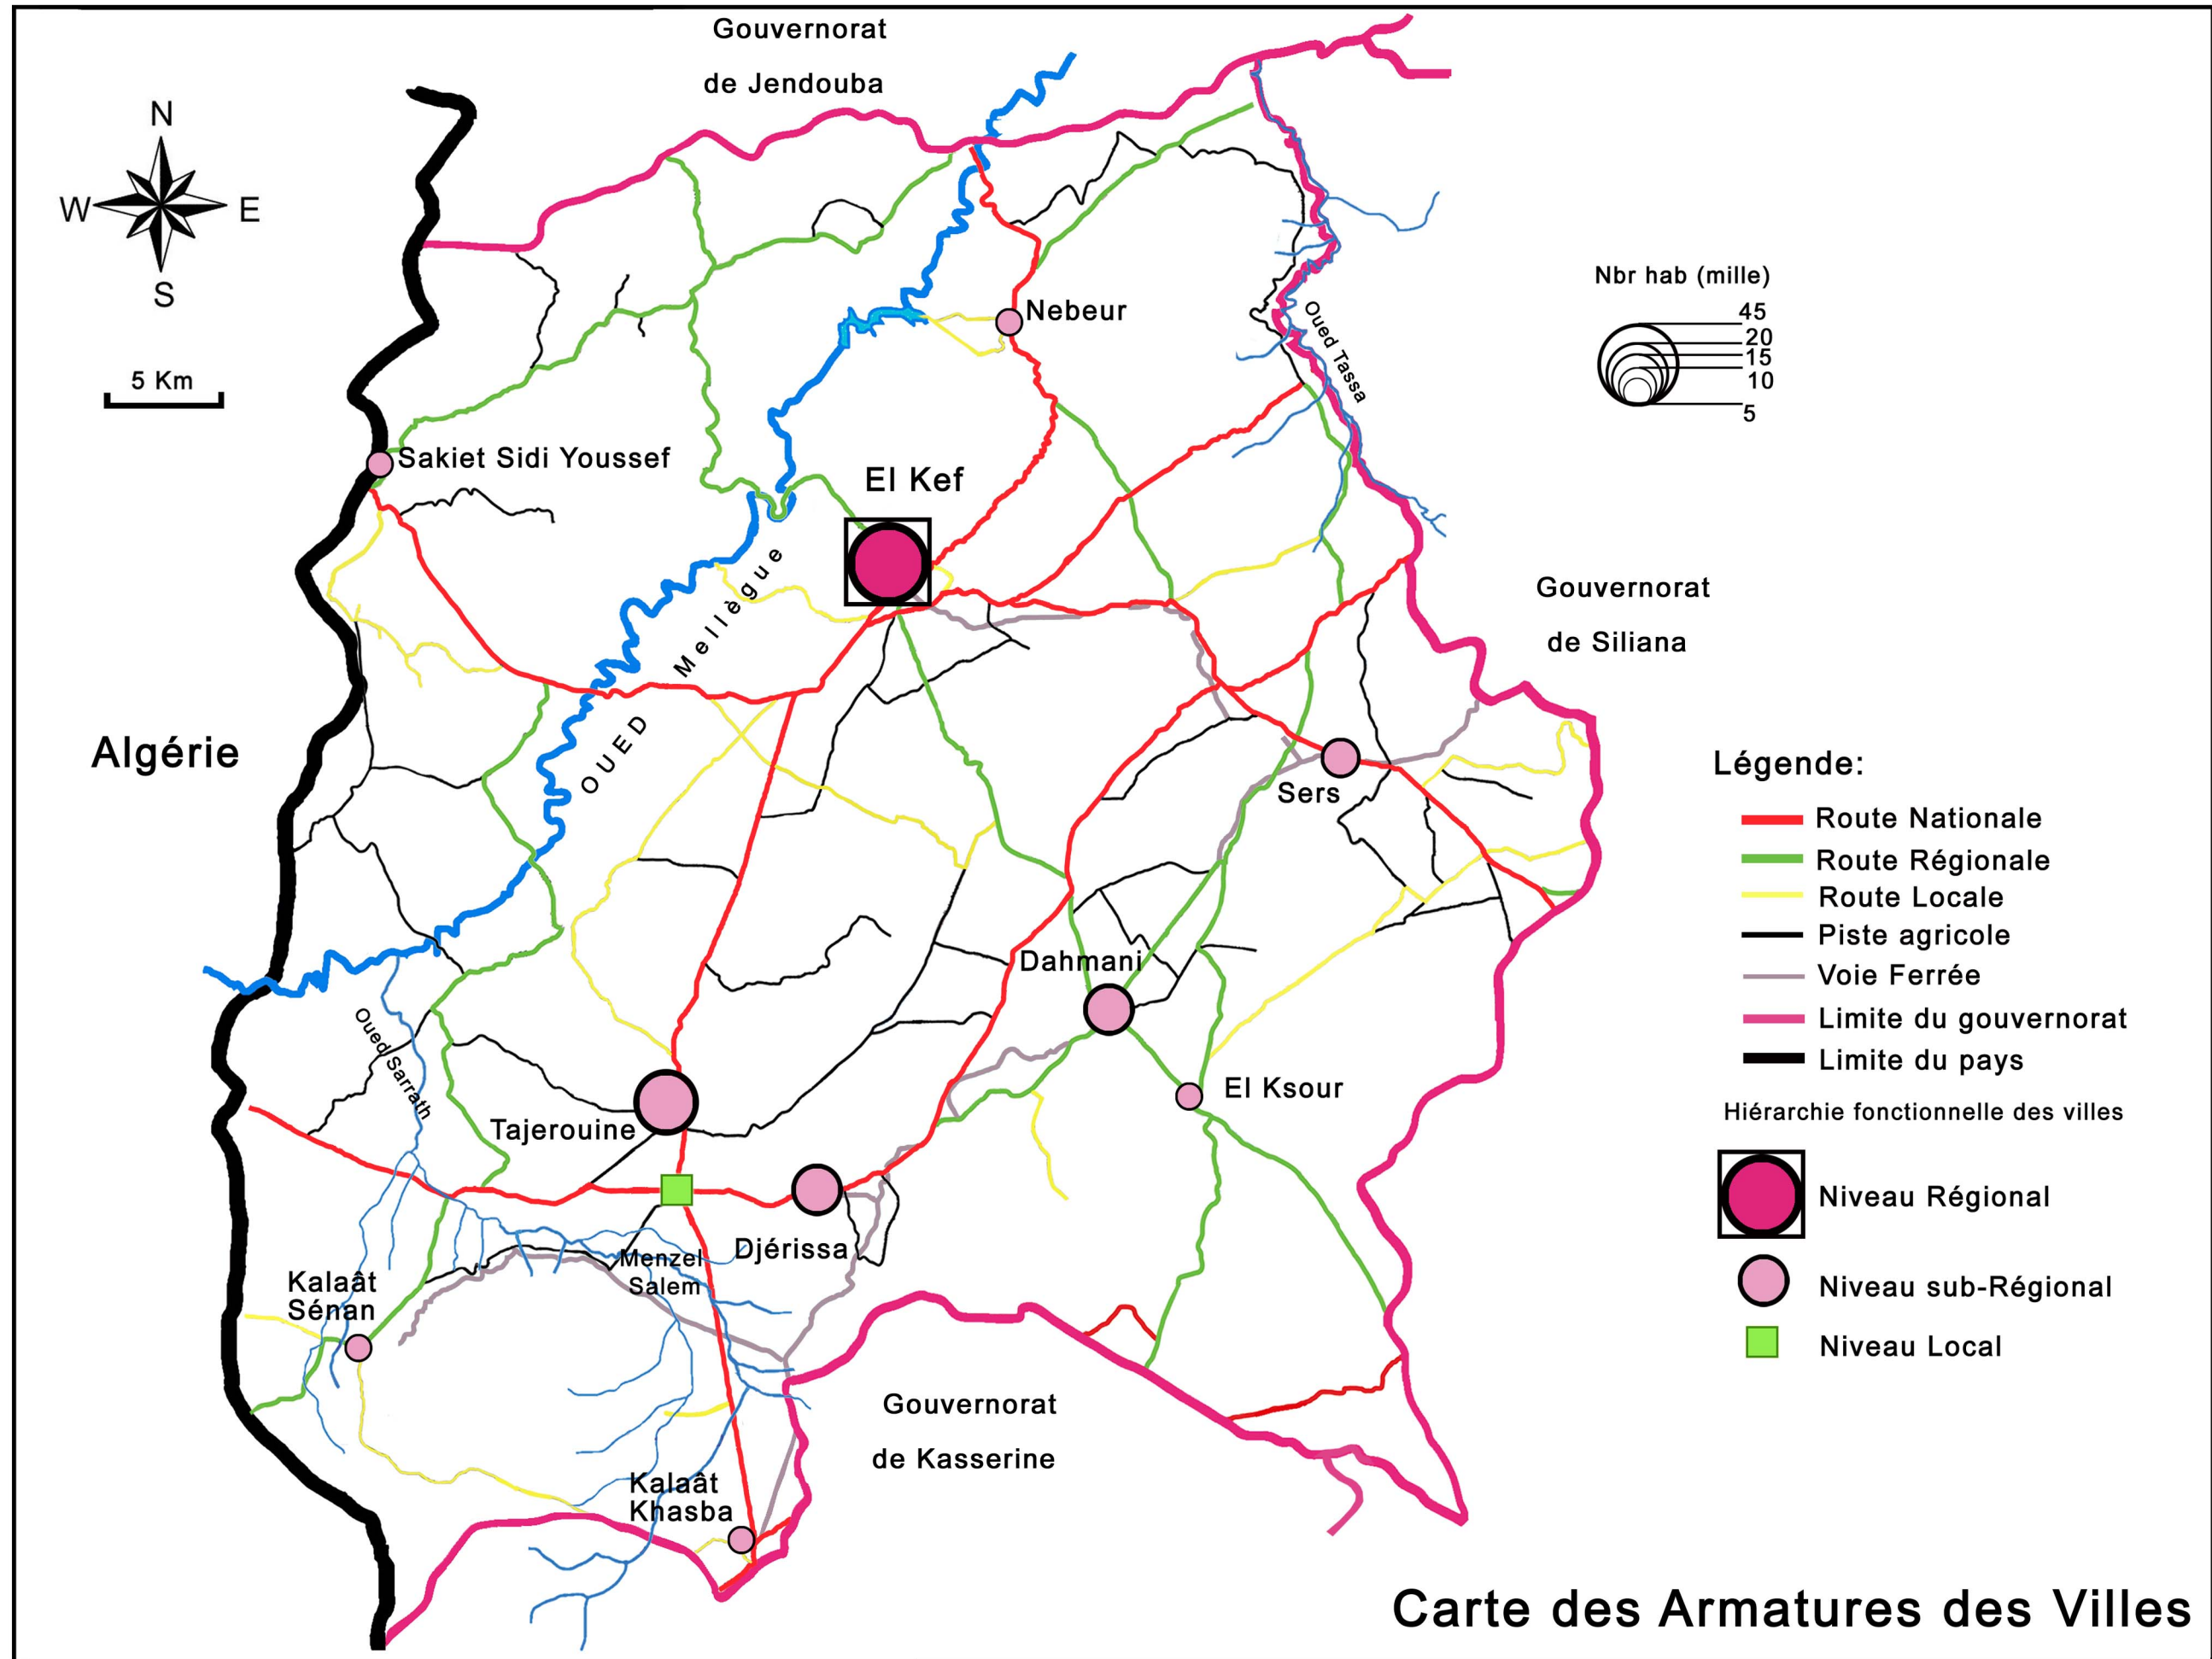 Gouvernorat
de Jendouba
N
W
E
S
5 Km
Nbr hab (mille)
45
20
15
10
5
Nebeur
Oued Tassa
Sakiet Sidi Youssef
El Kef
OUED Mellègue
Gouvernorat
de Siliana
Algérie
Sers
Dahmani
Oued Sarrath
Tajerouine
El Ksour
Djérissa
Menzel
Salem
Kalaât
Sénan
Gouvernorat
de Kasserine
Kalaât
Khasba
Légende:
Route Nationale
Route Régionale
Route Locale
Piste agricole
Voie Ferrée
Limite du gouvernorat
Limite du pays
Hiérarchie fonctionnelle des villes
Niveau Régional
Niveau sub-Régional
Niveau Local
Carte des Armatures des Villes